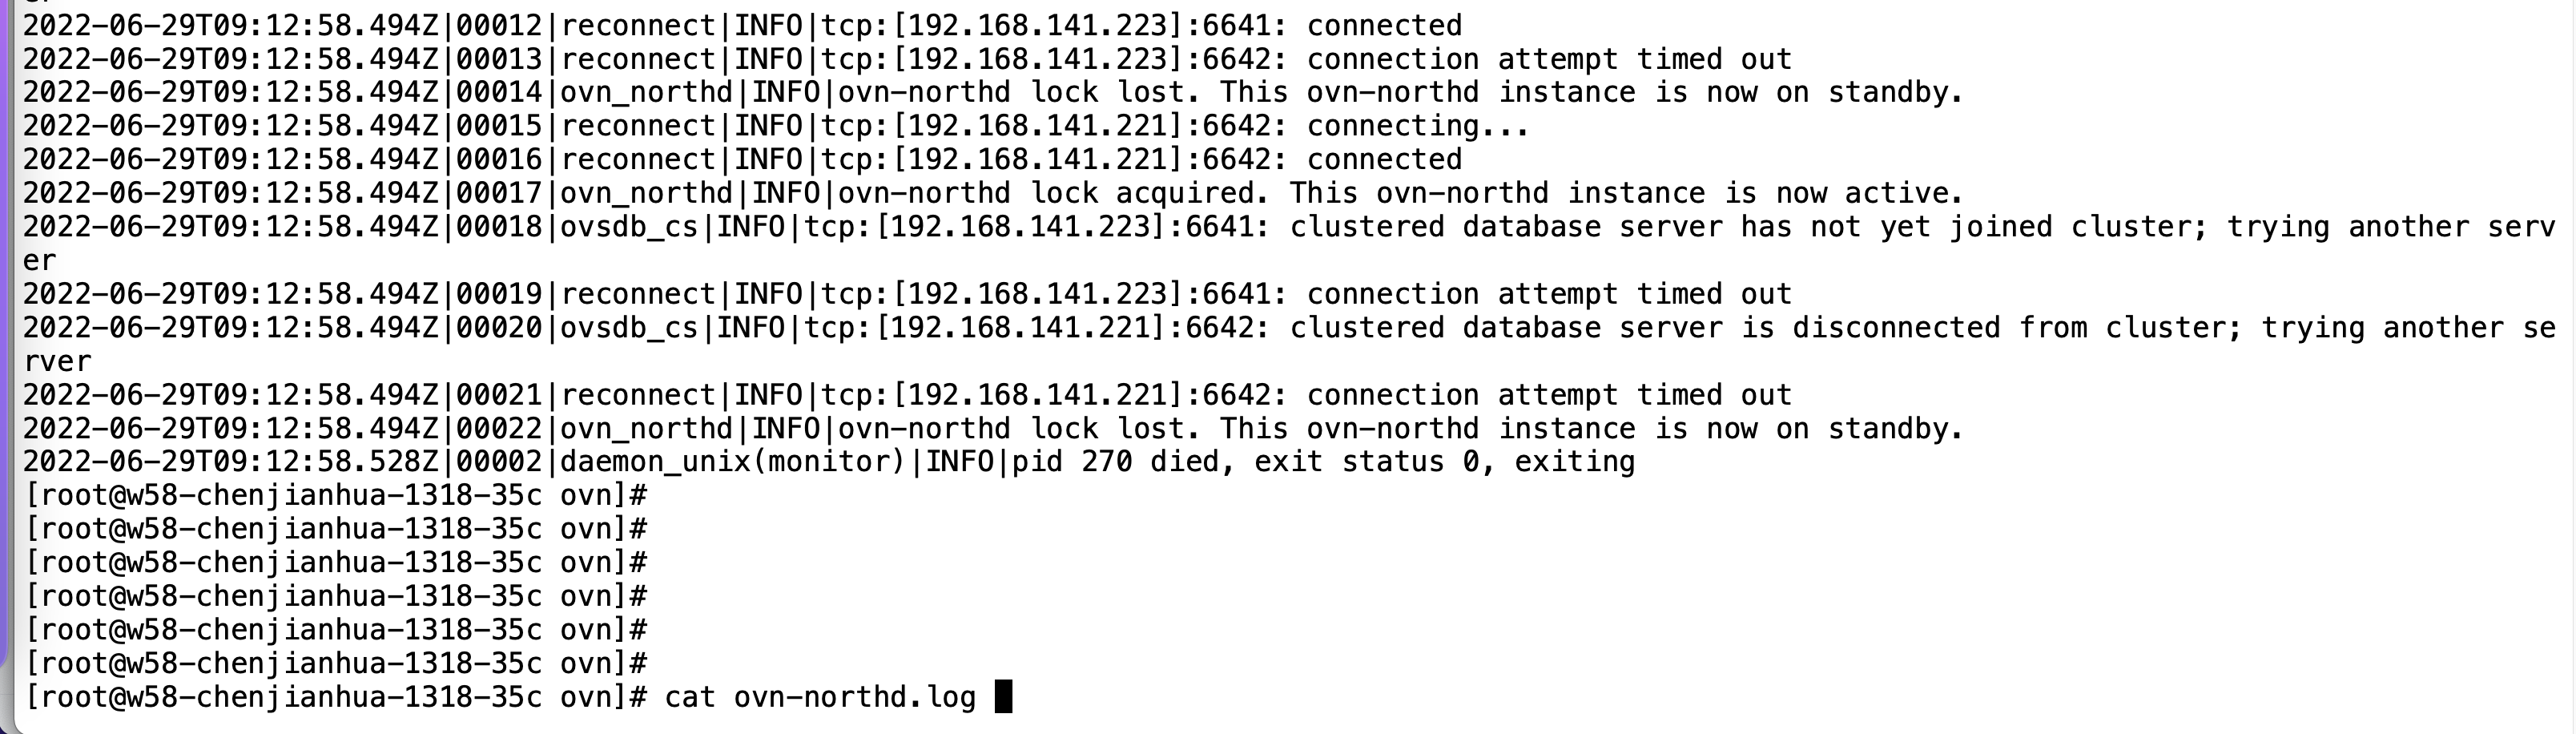 er
2022-06-29T09:12:58.494Z|00012|reconnect|INFO|tcp:[192.168.141.223]:6641: connected
2022-06-29T09:12:58.494Z|00013|reconnect|INFO|tcp:[192.168.141.223]:6642: connection attempt timed out
2022-06-29T09:12:58.494Z|00014|ovn_northd|INFO|ovn-northd lock lost. This ovn-northd instance is now on standby.
2022-06-29T09:12:58.494Z|00015|reconnect|INFO|tcp:[192.168.141.221]:6642: connecting...
2022-06-29T09:12:58.494Z|00016|reconnect|INFO|tcp:[192.168.141.221]:6642: connected
2022-06-29T09:12:58.494Z|00017|ovn_northd|INFO|ovn-northd lock acquired. This ovn-northd instance is now active.
2022-06-29T09:12:58.494Z|00018|ovsdb_cs|INFO|tcp:[192.168.141.223]:6641: clustered database server has not yet joined cluster; trying another serv
er
2022-06-29T09:12:58.494Z|00019|reconnect|INFO|tcp:[192.168.141.223]:6641: connection attempt timed out
2022-06-29T09:12:58.494Z|00020|ovsdb_cs|INFO|tcp:[192.168.141.221]:6642: clustered database server is disconnected from cluster; trying another se
rver
2022-06-29T09:12:58.494Z|00021|reconnect|INFO|tcp:[192.168.141.221]:6642: connection attempt timed out
2022-06-29T09:12:58.494Z|00022|ovn_northd|INFO|ovn-northd lock lost. This ovn-northd instance is now on standby.
2022-06-29T09:12:58.528Z|00002|daemon_unix(monitor)|INFO|pid 270 died, exit status 0, exiting
[root@w58-chenjianhua-1318-35c ovn]#
[root@w58-chenjianhua-1318-35c ovn]#
[root@w58-chenjianhua-1318-35c ovn]#
[root@w58-chenjianhua-1318-35c ovn]#
[root@w58-chenjianhua-1318-35c ovn]#
[root@w58-chenjianhua-1318-35c ovn]#
[root@w58-chenjianhua-1318-35c ovn]# cat ovn-northd.log